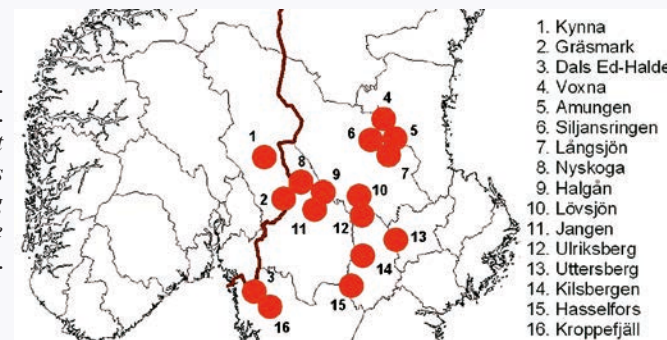 1. Kynna
2. Gräsmark
3. Dals Ed-Halde
4. Voxna
5. Amungen
6. Siljansringen
7. Långsjön
8. Nyskoga
9. Halgån
10. Lövsjön
11. Jangen
12. Ulriksberg
13. Uttersberg
14. Kilsbergen
15. Hasselfors
16. Kroppefjäll
4
5
6
7
1
8
9
2
10
11
12
13
14
3
15
16